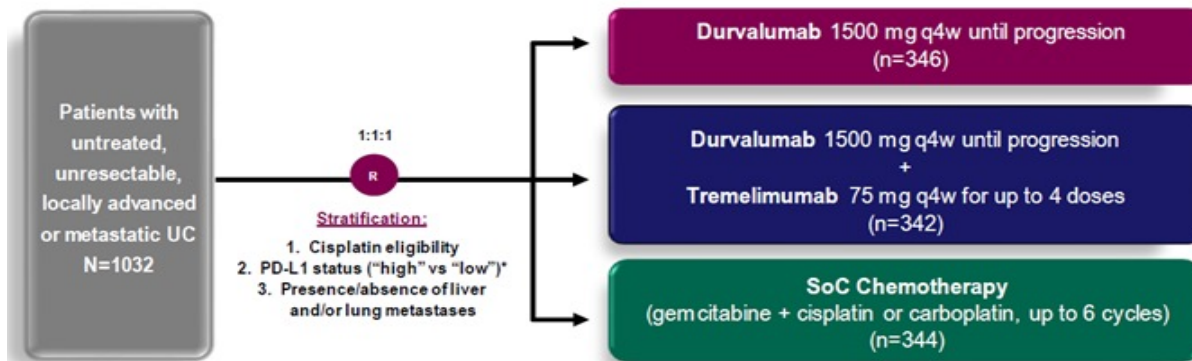 Patients with
untreated,
unresectable,
locally advanced
or metastatic UC
N=1032
1:1:1
R
Stratification:
1. Cisplatin eligibility
2. PD-L1 status (“high” vs “low”)*
3. Presence/absence of liver
and/or lung metastases
Durvalumab 1500 mg q4w until progression
(n=346)
Durvalumab 1500 mg q4w until progression
+
Tremelimumab 75 mg q4w for up to 4 doses
(n=342)
SoC Chemotherapy
(gemcitabine + cisplatin or carboplatin, up to 6 cycles)
(n=344)